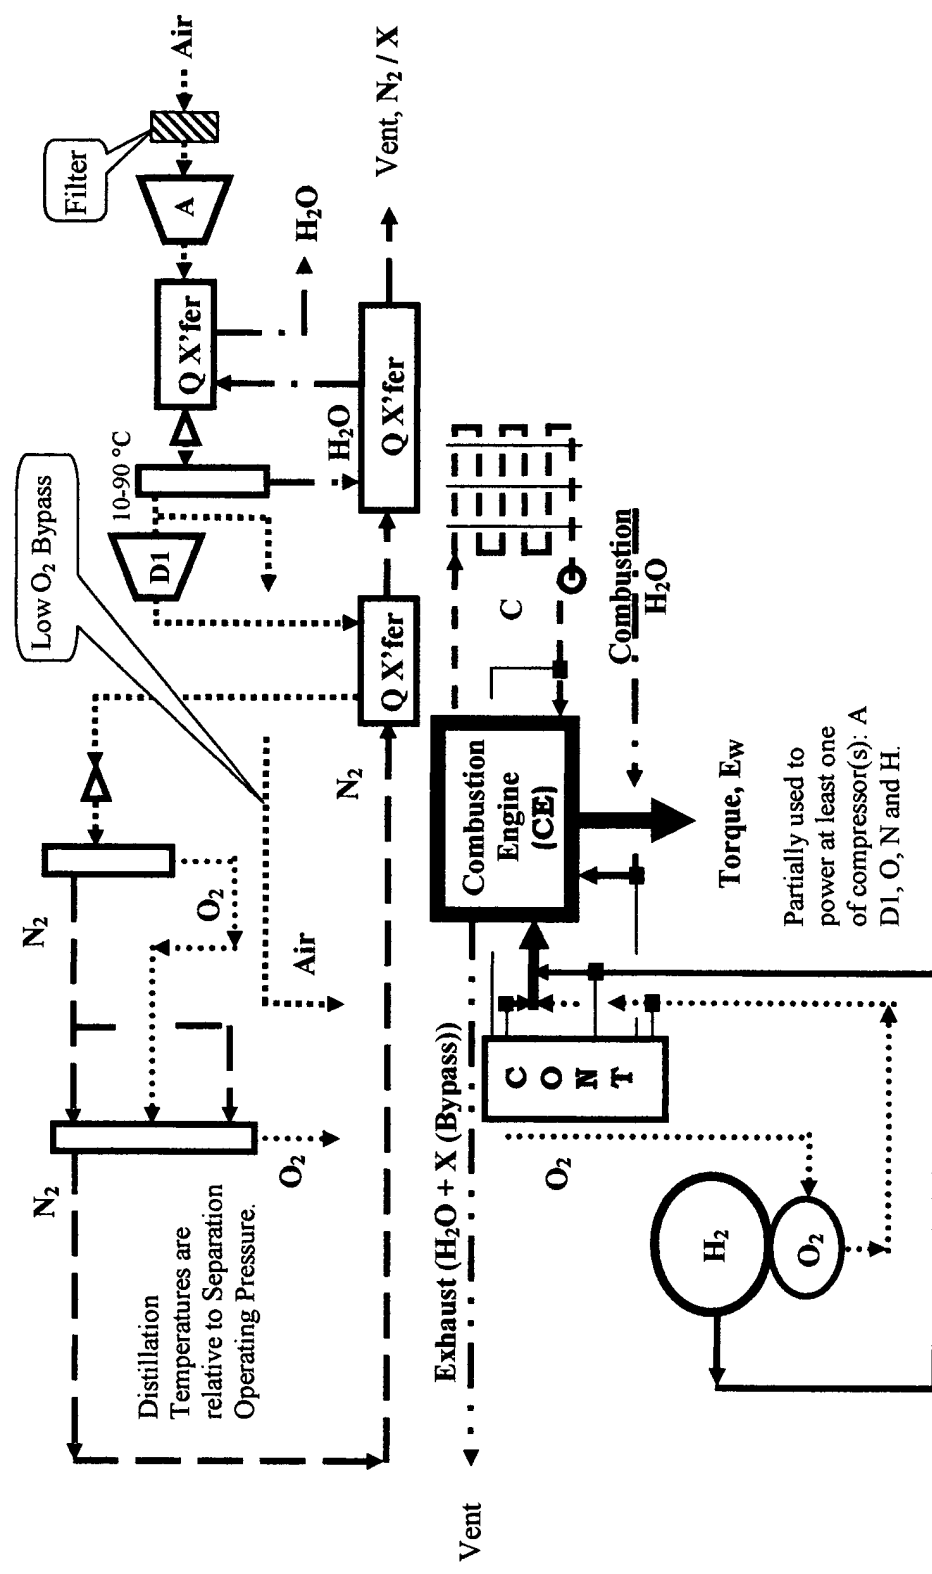 Filter
Air
A
Q X'fer
H₂O
Vent, N₂ / X
10-90 °C
H₂O
Q X'fer
D1
Low O₂ Bypass
Q X'fer
N₂
N₂
O₂
Air
N₂
O₂
Distillation
Temperatures are
relative to Separation
Operating Pressure.
C
Combustion
H₂O
Combustion
Engine
(CE)
Torque, Ew
Partially used to
power at least one
of compressor(s): A
D1, O, N and H.
Exhaust (H₂O + X (Bypass))
Vent
C
O
N
T
O₂
H₂
O₂